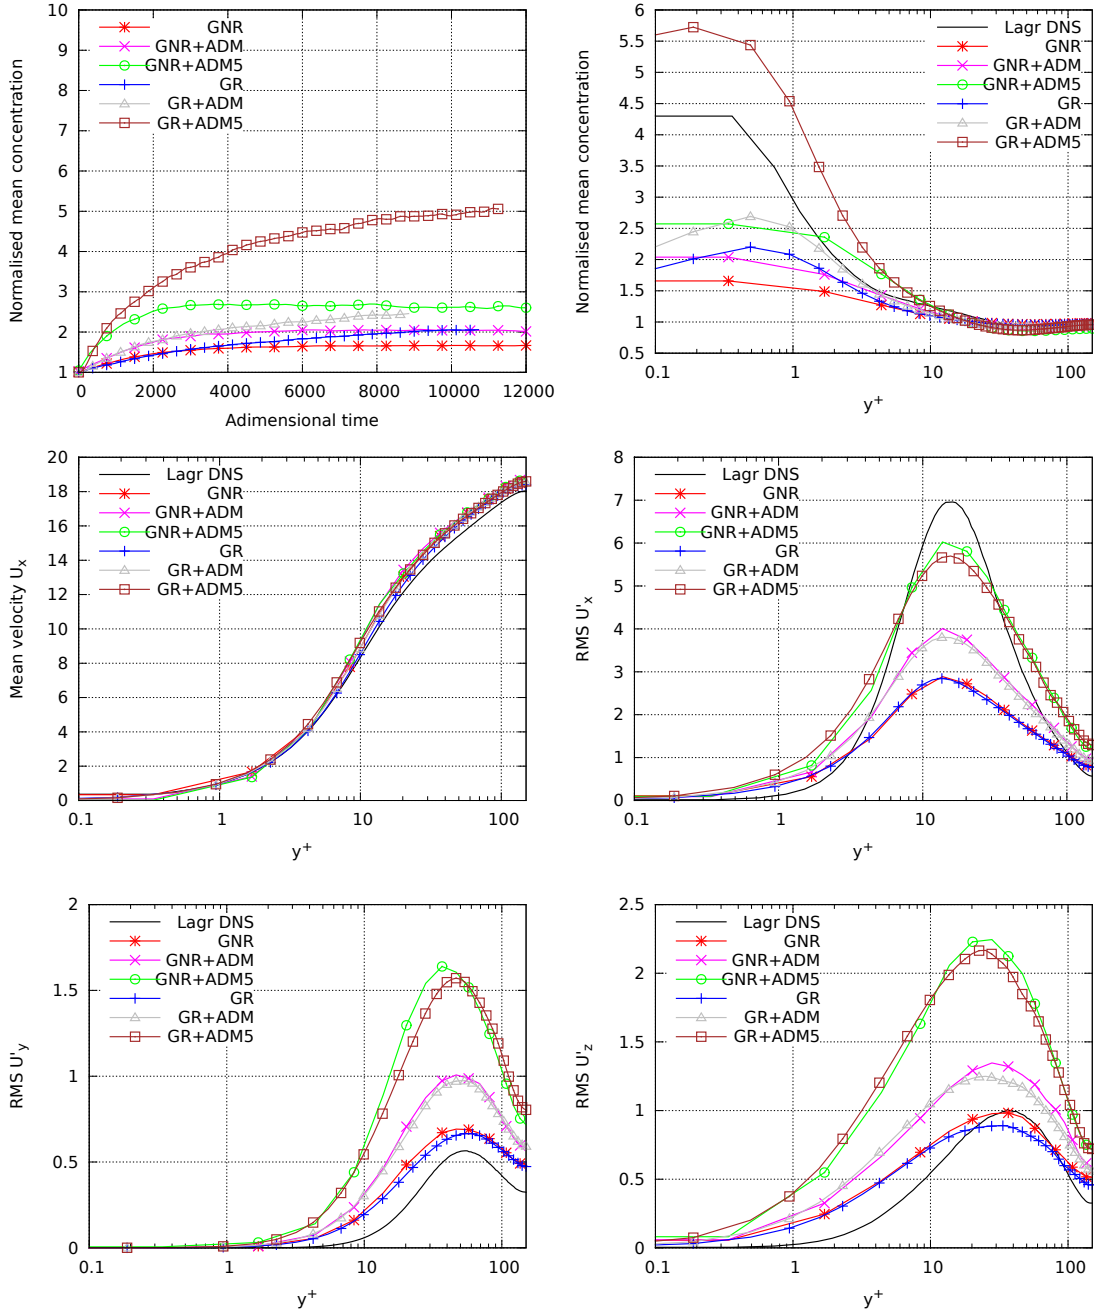 Normalised mean concentration
10
9
8
7
6
5
4
3
2
1
0 2000 4000 6000 8000 10000 12000
Adimensional time
GNR
GNR+ADM
GNR+ADM5
GR
GR+ADM
GR+ADM5
Normalised mean concentration
6
5.5
5
4.5
4
3.5
3
2.5
2
1.5
1
0.5
0.1 1 10 100
y+
Lagr DNS
GNR
GNR+ADM
GNR+ADM5
GR
GR+ADM
GR+ADM5
Mean velocity Ux
20
18
16
14
12
10
8
6
4
2
0
0.1 1 10 100
y+
Lagr DNS
GNR
GNR+ADM
GNR+ADM5
GR
GR+ADM
GR+ADM5
RMS U'x
8
7
6
5
4
3
2
1
0
0.1 1 10 100
y+
Lagr DNS
GNR
GNR+ADM
GNR+ADM5
GR
GR+ADM
GR+ADM5
RMS U'y
2
1.5
1
0.5
0
0.1 1 10 100
y+
Lagr DNS
GNR
GNR+ADM
GNR+ADM5
GR
GR+ADM
GR+ADM5
RMS U'z
2.5
2
1.5
1
0.5
0
0.1 1 10 100
y+
Lagr DNS
GNR
GNR+ADM
GNR+ADM5
GR
GR+ADM
GR+ADM5